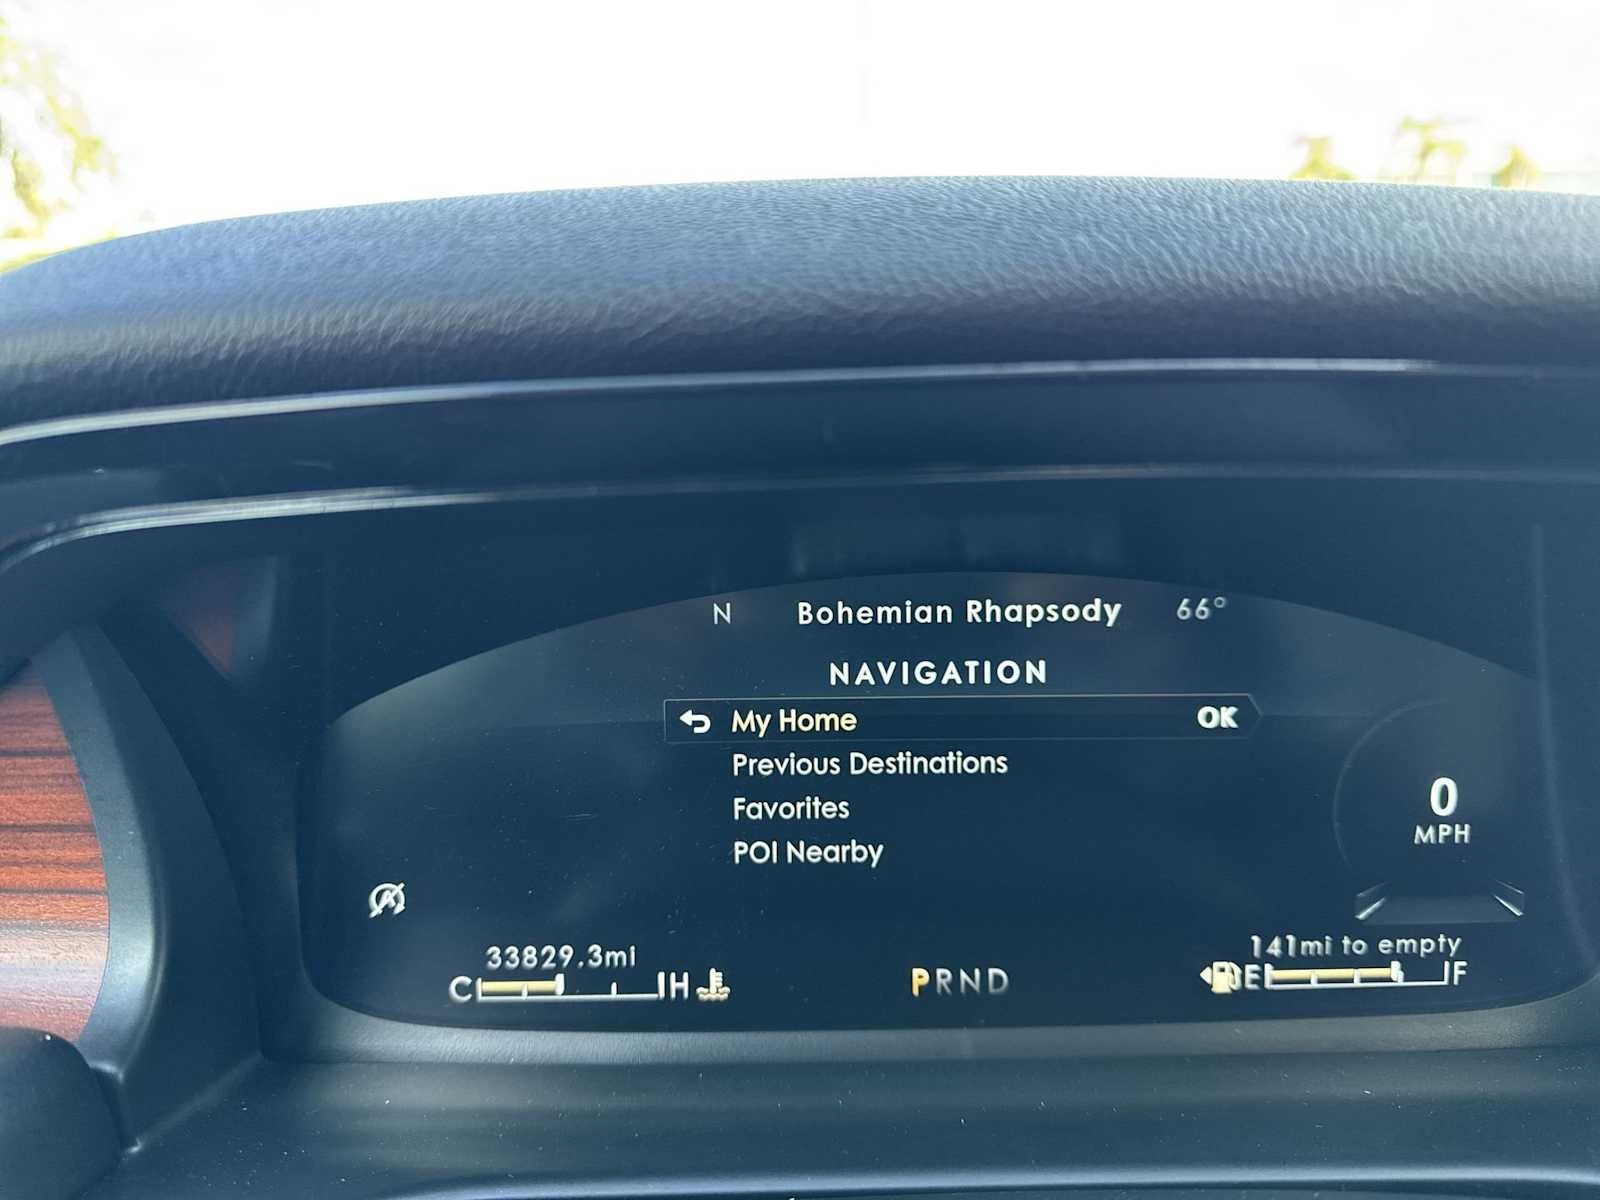 N Bohemian Rhapsody 66°
NAVIGATION
My Home OK
Previous Destinations
Favorites
POI Nearby
0
MPH
A
33829.3mi
141mi to empty
C H
PRND
E F